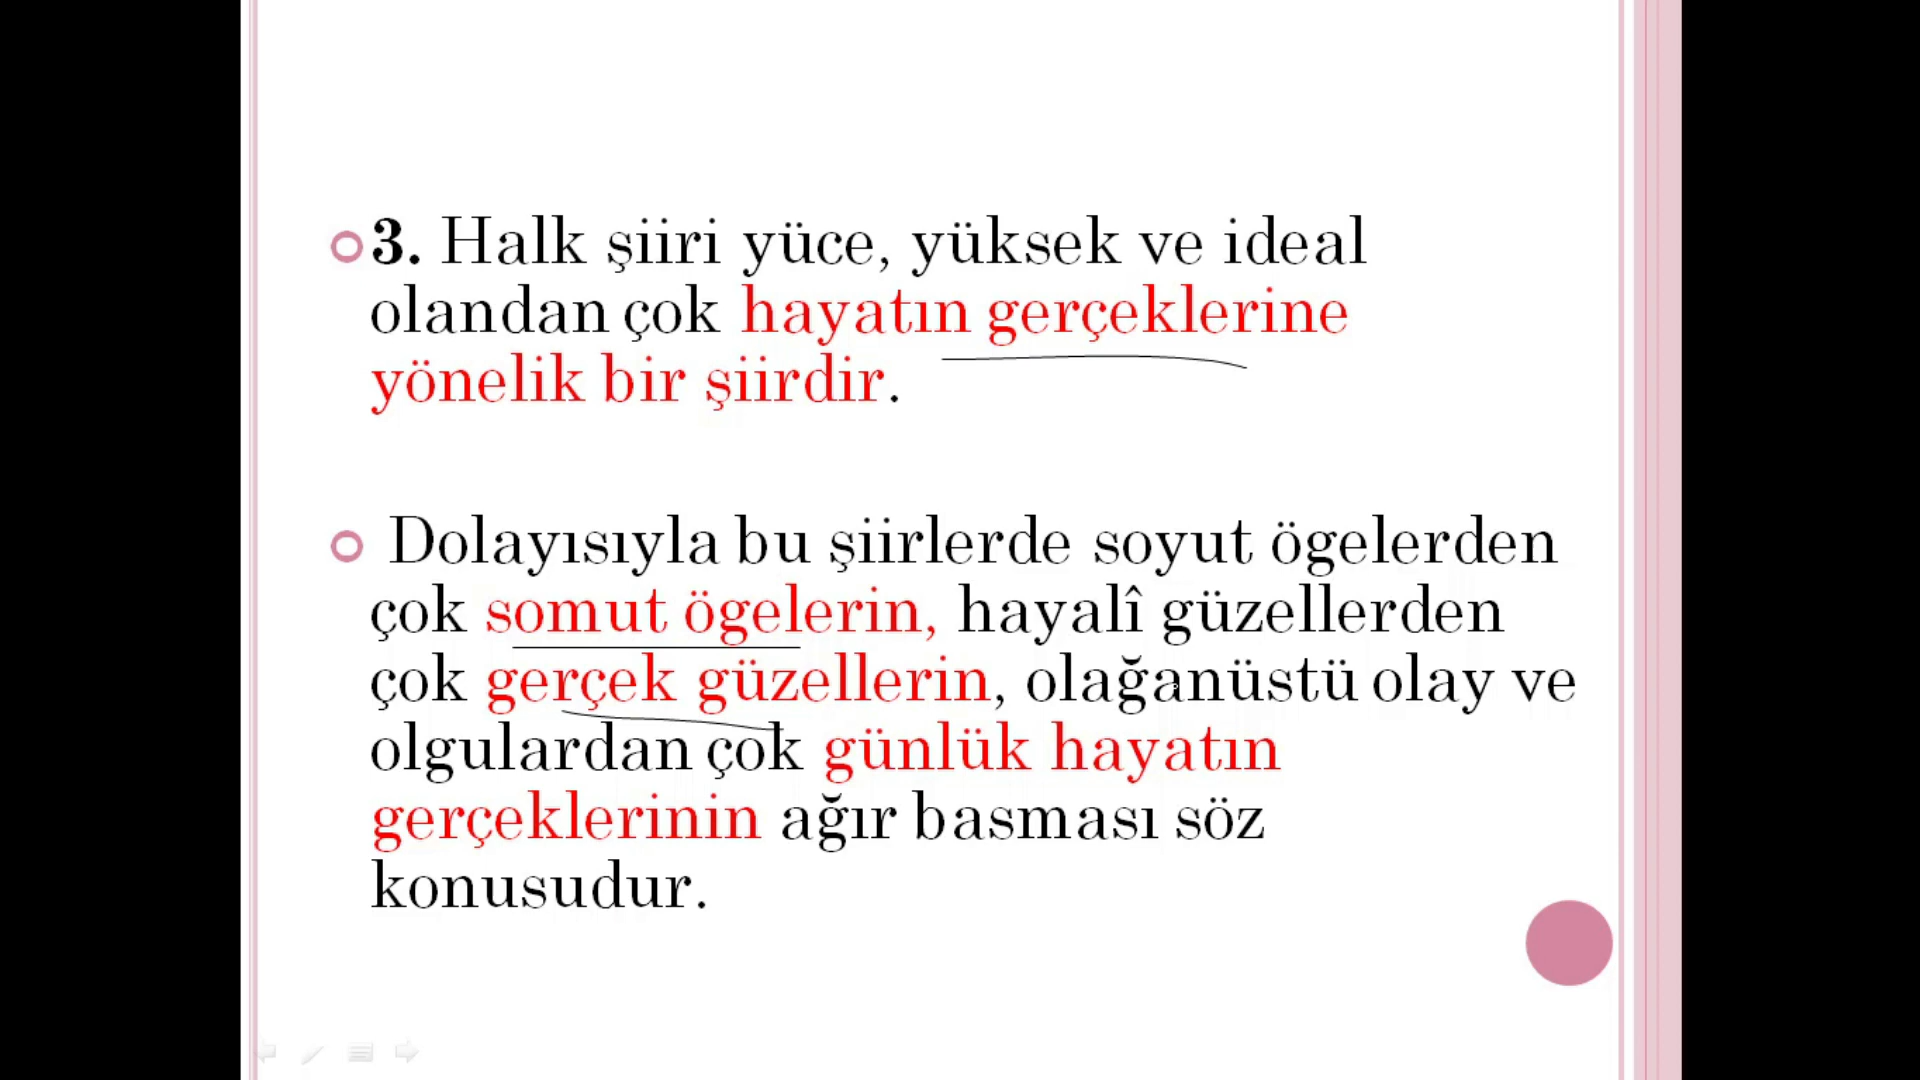 3. Halk şiiri yüce, yüksek ve ideal
olandan çok hayatın gerçeklerine
yönelik bir şiirdir.
Dolayısıyla bu şiirlerde soyut ögelerden
çok somut ögelerin, hayalî güzellerden
çok gerçek güzellerin, olağanüstü olay ve
olgulardan çok günlük hayatın
gerçeklerinin ağır basması söz
konusudur.